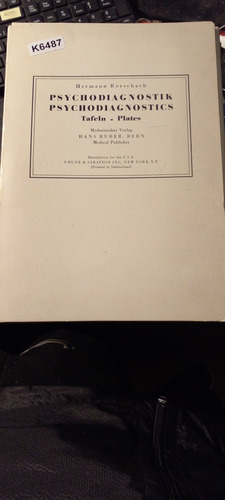 K6487
Hermann Rorschach
PSYCHODIAGNOSTIK
PSYCHODIAGNOSTICS
Tafeln - Plates
Medizinischer Verlag
HANS HUBER, BERN
Medical Publisher
Distributors for the U.S.A.
GRUNE & STRATTON INC., NEW YORK N.Y.
(Printed in Switzerland)